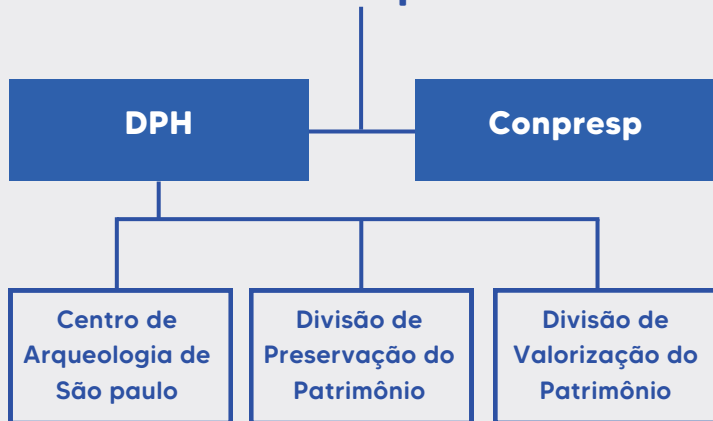 DPH
Conpresp
Centro de
Arqueologia de
São paulo
Divisão de
Preservação do
Patrimônio
Divisão de
Valorização do
Patrimônio